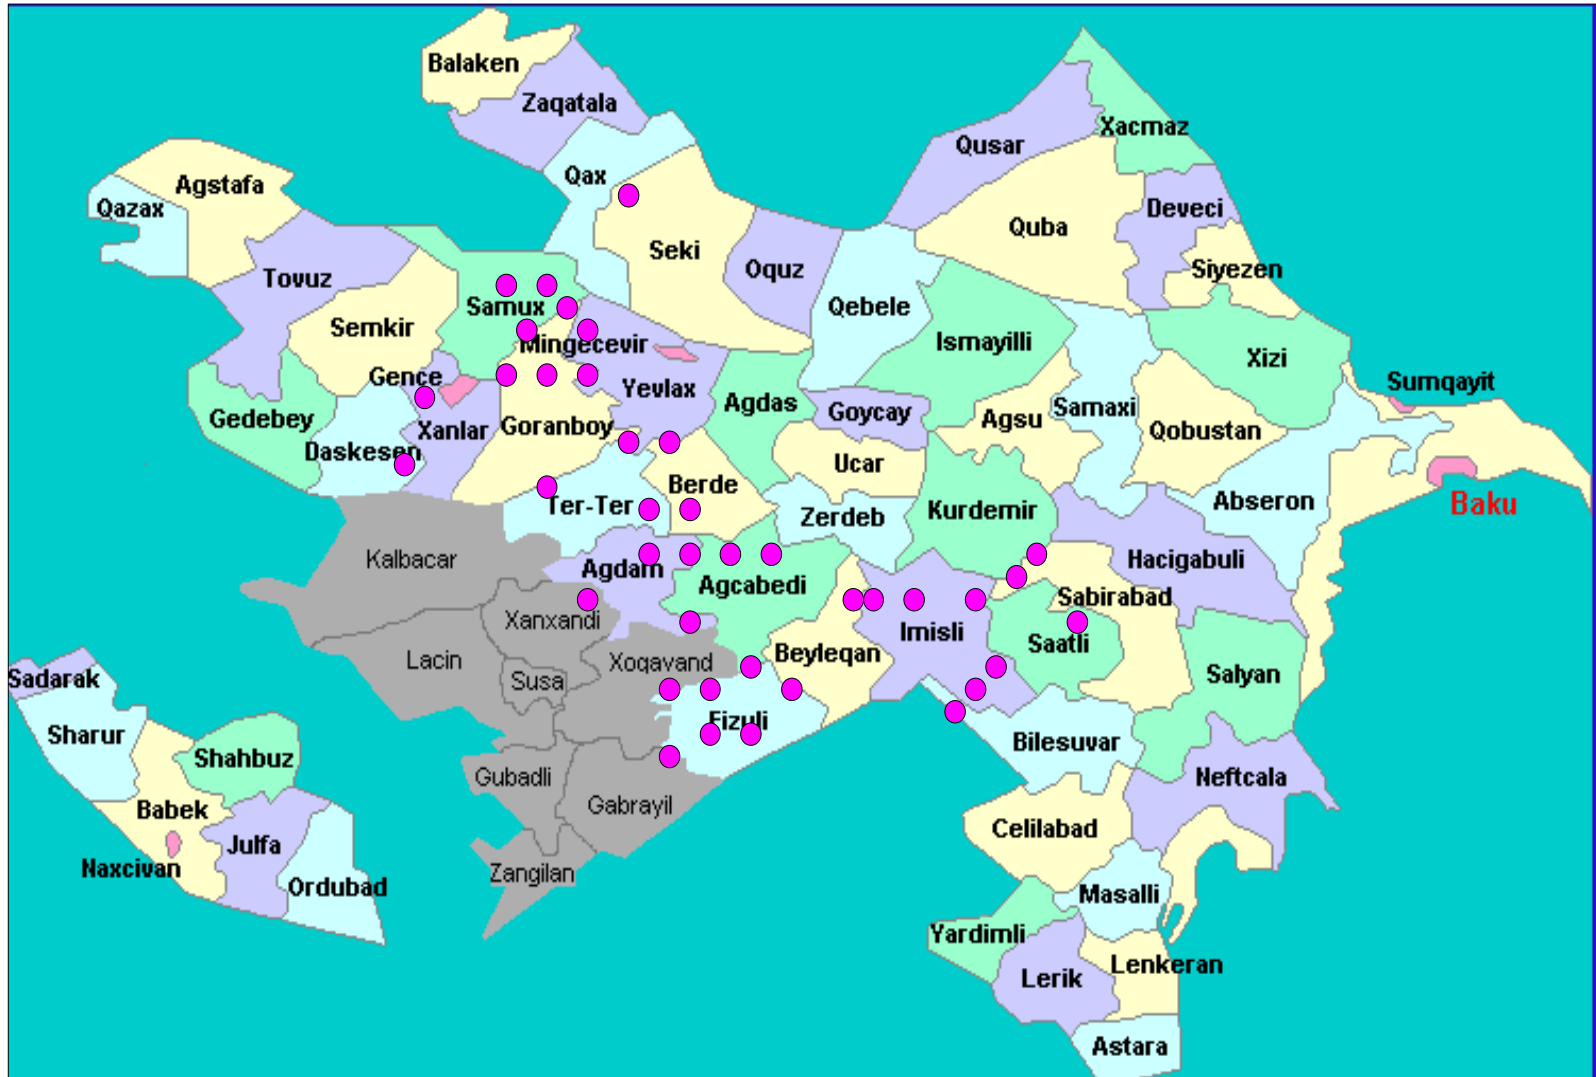 Balaken
Zaqatala
Xacmaz
Qusar
Qax
Agstafa
Qazax
Deveci
Quba
Seki
Siyezen
Oquz
Tovuz
Qebele
Samux
Semkir
Mingecevir
Ismayilli
Xizi
Gence
Sumqayit
Yevlax
Agdas
Goycay
Samaxi
Gedebey
Agsu
Goranboy
Xanlar
Qobustan
Daskesen
Ucar
Berde
Abseron
Baku
Ter-Ter
Kurdemir
Zerdeb
Kalbacar
Hacigabuli
Agdam
Agcabedi
Sabirabad
Xanxandi
Imisli
Saatli
Lacin
Xoqavand
Beyleqan
Salyan
Sadarak
Susa
Fizuli
Sharur
Bilesuvar
Shahbuz
Gubadli
Neftcala
Gabrayil
Babek
Celilabad
Julfa
Naxcivan
Zangilan
Ordubad
Masalli
Yardimli
Lenkeran
Lerik
Astara